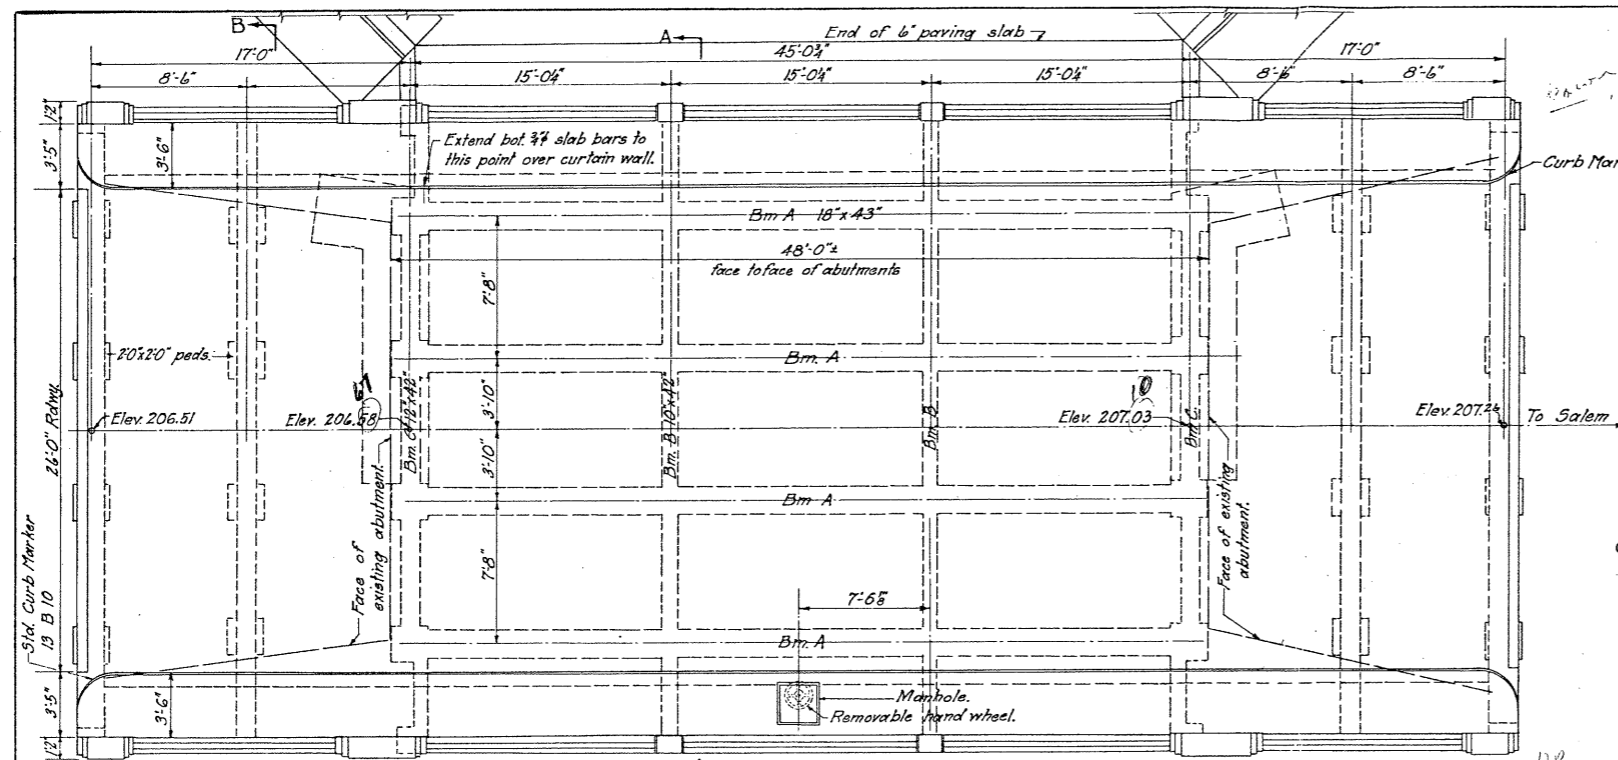 B
A
End of 6" paving slab
17'-0"
45'-0¾"
17'-0"
8'-6"
15'-0¼"
15'-0¼"
15'-0¼"
8'-6"
8'-6"
1'2"
3'-5"
3'-6"
Extend bot. ¾"ϕ slab bars to
this point over curtain wall.
Curb Mar
Bm A 18"x43"
48'-0"±
face to face of abutments
7'-8"
2'0"x2'0" peds.
Bm. A
3'-10"
Elev. 206.51
Elev. 206.58
Bm. C 12"x42"
Bm. B 10"x42"
Bm. B
10
Elev. 207.03
Bm. C
Elev. 207.26
To Salem
26'-0" Rdwy.
3'-10"
Bm. A
Face of
existing abutment.
Face of existing
abutment.
7'-8"
7'-6⅛"
Std. Curb Marker
13 B 10
Bm. A
3'-5"
3'-6"
Manhole.
Removable hand wheel.
1'2"